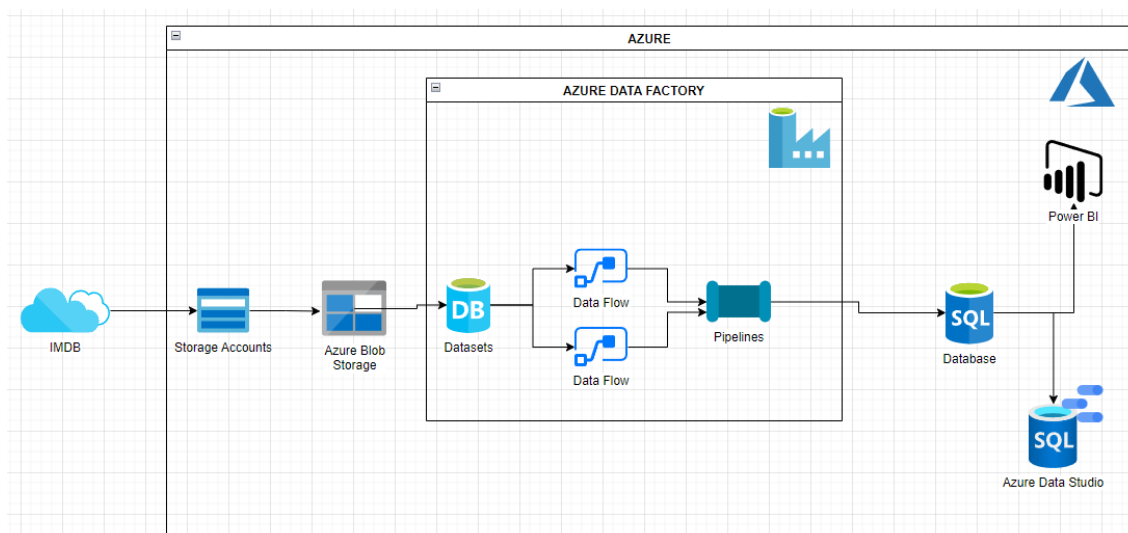 AZURE
AZURE DATA FACTORY
Power BI
DB
Data Flow
SQL
IMDB
Storage Accounts
Azure Blob
Storage
Datasets
Pipelines
Database
Data Flow
SQL
Azure Data Studio